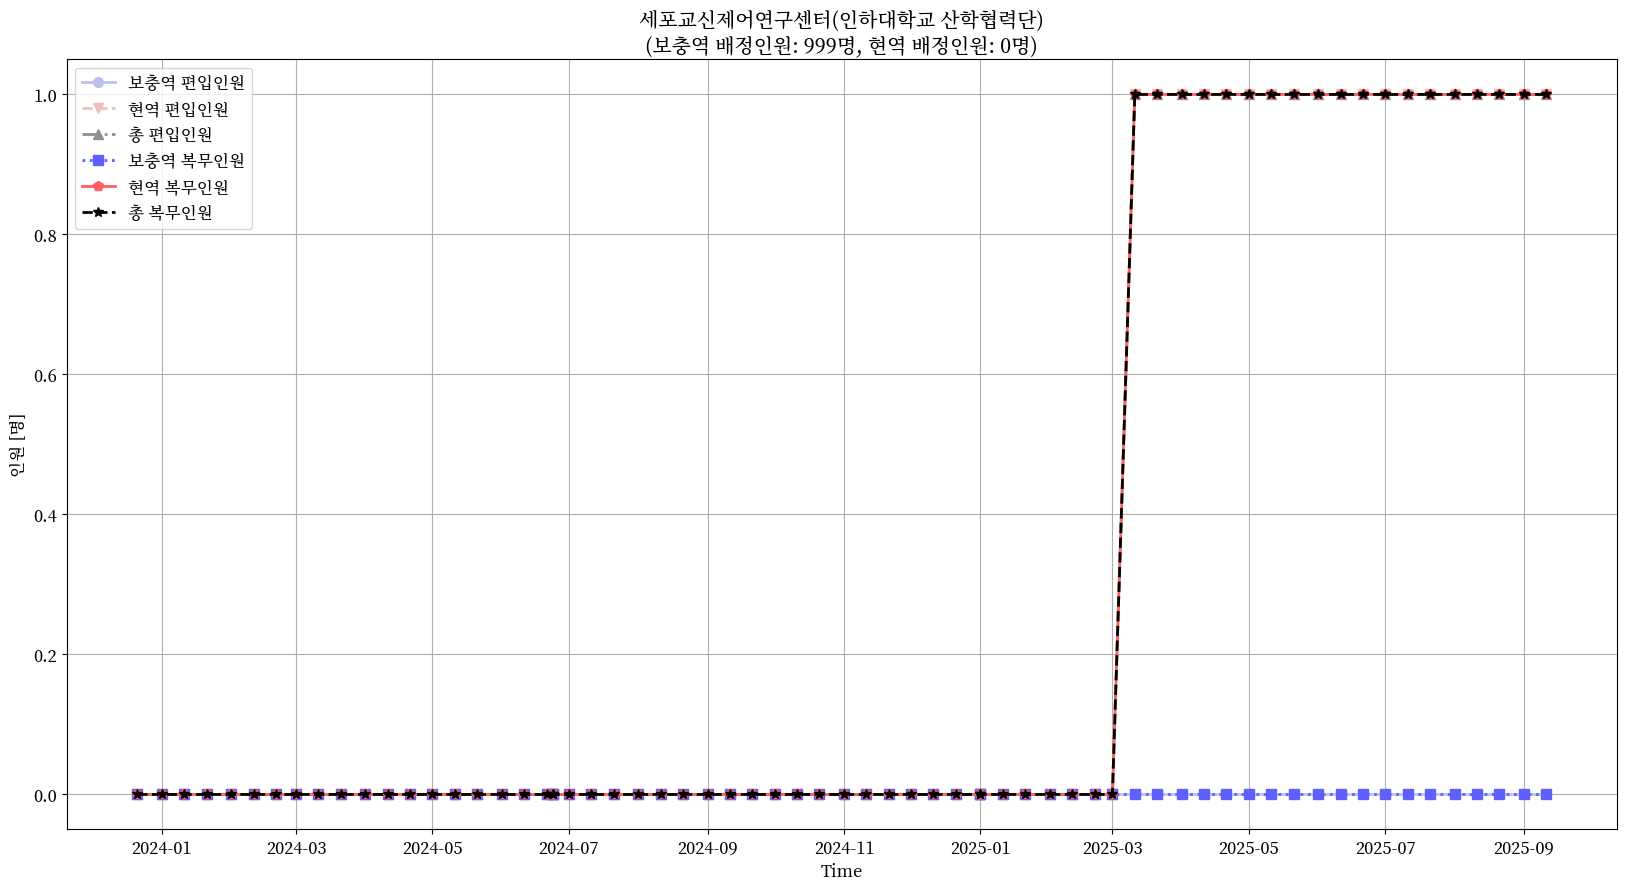 세포교신제어연구센터(인하대학교 산학협력단)
(보충역 배정인원: 999명, 현역 배정인원: 0명)
보충역 편입인원
현역 편입인원
총 편입인원
보충역 복무인원
현역 복무인원
총 복무인원
1.0
0.8
0.6
0.4
0.2
0.0
인원 [명]
2024-01
2024-03
2024-05
2024-07
2024-09
2024-11
2025-01
2025-03
2025-05
2025-07
2025-09
Time